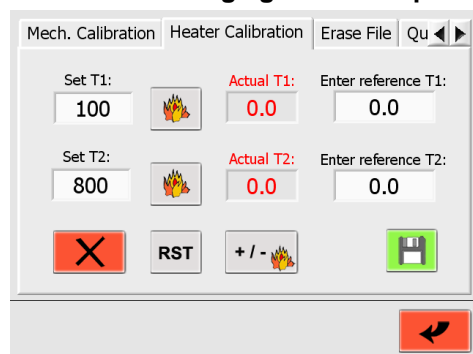 Mech. Calibration Heater Calibration Erase File Qu
Set T1: Actual T1: Enter reference T1:
100 0.0 0.0
Set T2: Actual T2: Enter reference T2:
800 0.0 0.0
RST + / -